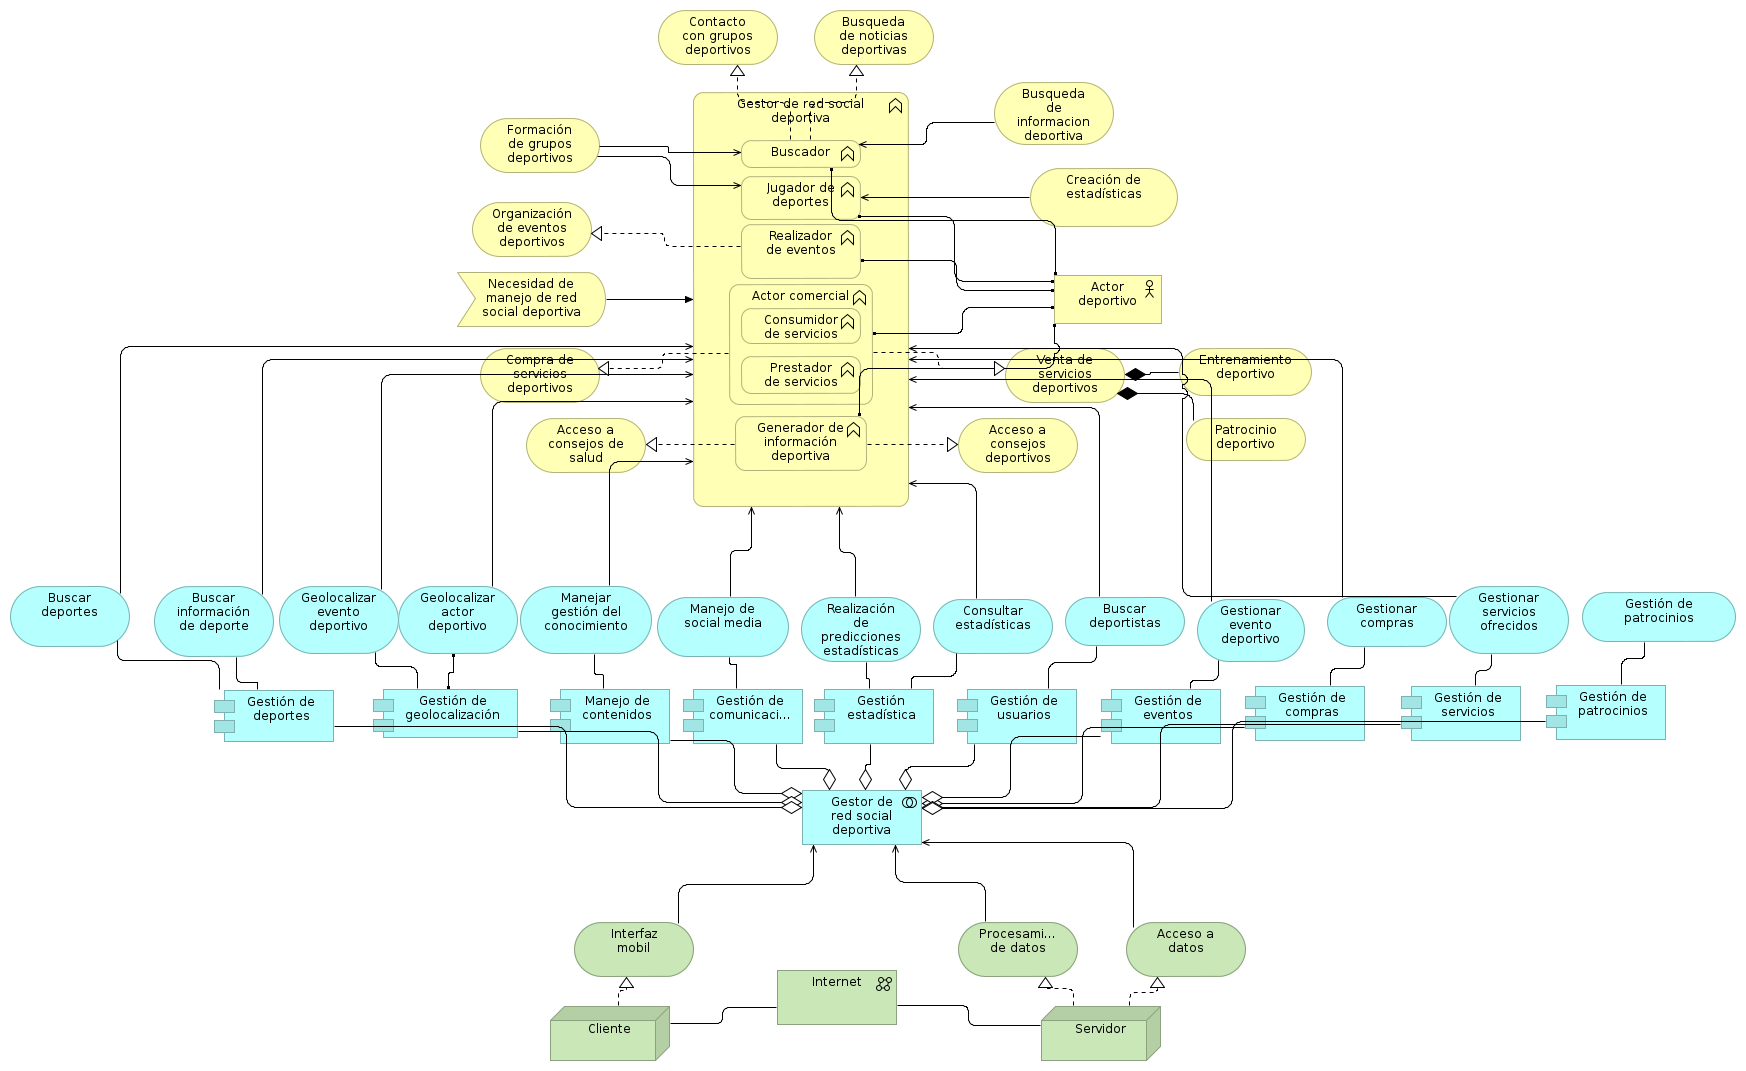 Contacto
con grupos
deportivos
Busqueda
de noticias
deportivas
Gestor de red social
deportiva
Busqueda
de
informacion
deportiva
Formación
de grupos
deportivos
Buscador
Jugador de
deportes
Creación de
estadísticas
Organización
de eventos
deportivos
Realizador
de eventos
Necesidad de
manejo de red
social deportiva
Actor
deportivo
Actor comercial
Consumidor
de servicios
Prestador
de servicios
Compra de
servicios
deportivos
Venta de
servicios
deportivos
Entrenamiento
deportivo
Patrocinio
deportivo
Acceso a
consejos de
salud
Generador de
información
deportiva
Acceso a
consejos
deportivos
Buscar
deportes
Buscar
información
de deporte
Geolocalizar
evento
deportivo
Geolocalizar
actor
deportivo
Manejar
gestión del
conocimiento
Manejo de
social media
Realización
de
predicciones
estadísticas
Consultar
estadísticas
Buscar
deportistas
Gestionar
evento
deportivo
Gestionar
compras
Gestionar
servicios
ofrecidos
Gestión de
patrocinios
Gestión de
deportes
Gestión de
geolocalización
Manejo de
contenidos
Gestión de
comunicaci...
Gestión
estadística
Gestión de
usuarios
Gestión de
eventos
Gestión de
compras
Gestión de
servicios
Gestión de
patrocinios
Gestor de
red social
deportiva
Interfaz
mobil
Procesami...
de datos
Acceso a
datos
Internet
Cliente
Servidor